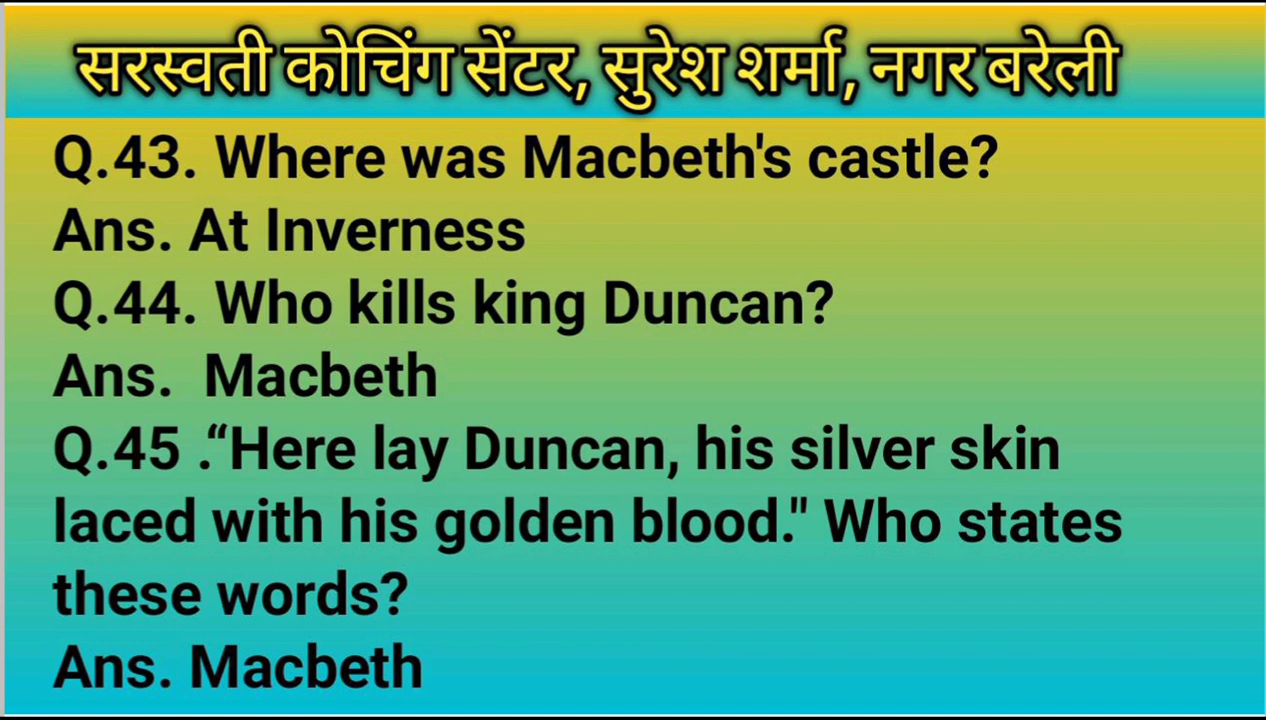 सरस्वती कोचिंग सेंटर, सुरेश शर्मा, नगर बरेली
Q.43. Where was Macbeth's castle?
Ans. At Inverness
Q.44. Who kills king Duncan?
Ans.  Macbeth
Q.45 .“Here lay Duncan, his silver skin
laced with his golden blood." Who states
these words?
Ans. Macbeth